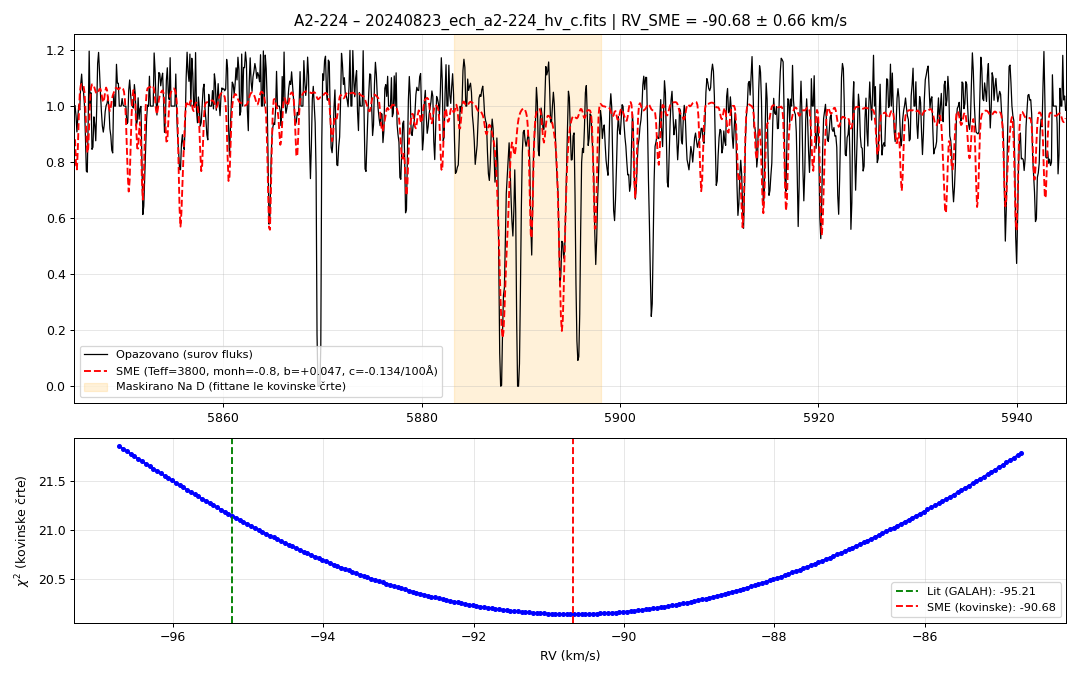 A2-224 – 20240823_ech_a2-224_hv_c.fits | RV_SME = -90.68 ± 0.66 km/s
1.2
1.0
0.8
0.6
0.4
0.2
0.0
Opazovano (surov fluks)
SME (Teff=3800, monh=-0.8, b=+0.047, c=-0.134/100Å)
Maskirano Na D (fittane le kovinske črte)
5860 5880 5900 5920 5940
χ² (kovinske črte)
21.5
21.0
20.5
Lit (GALAH): -95.21
SME (kovinske): -90.68
−96 −94 −92 −90 −88 −86
RV (km/s)